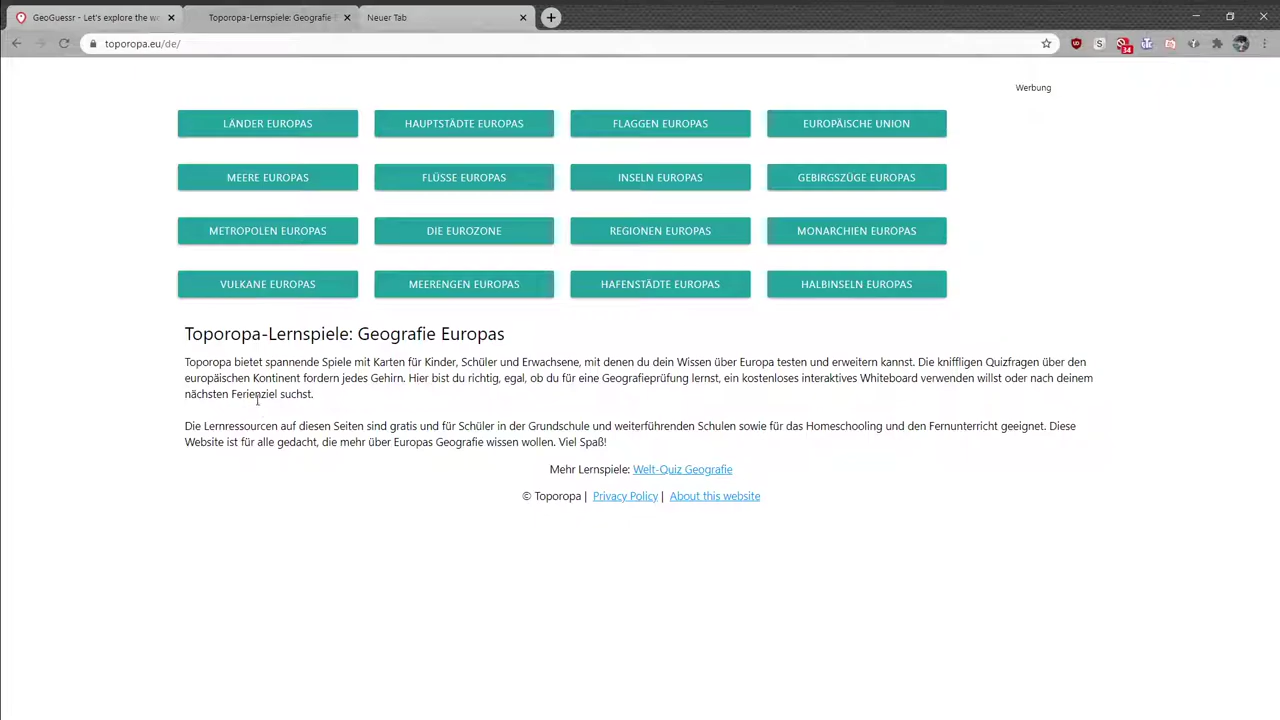 GeoGuessr - Let's explore the w
Toporopa-Lernspiele: Geografie E
Neuer Tab
toporopa.eu/de/
34
Werbung
LÄNDER EUROPAS
HAUPTSTÄDTE EUROPAS
FLAGGEN EUROPAS
EUROPÄISCHE UNION
MEERE EUROPAS
FLÜSSE EUROPAS
INSELN EUROPAS
GEBIRGSZÜGE EUROPAS
METROPOLEN EUROPAS
DIE EUROZONE
REGIONEN EUROPAS
MONARCHIEN EUROPAS
VULKANE EUROPAS
MEERENGEN EUROPAS
HAFENSTÄDTE EUROPAS
HALBINSELN EUROPAS
Toporopa-Lernspiele: Geografie Europas
Toporopa bietet spannende Spiele mit Karten für Kinder, Schüler und Erwachsene, mit denen du dein Wissen über Europa testen und erweitern kannst. Die kniffligen Quizfragen über den
europäischen Kontinent fordern jedes Gehirn. Hier bist du richtig, egal, ob du für eine Geografieprüfung lernst, ein kostenloses interaktives Whiteboard verwenden willst oder nach deinem
nächsten Ferienziel suchst.
Die Lernressourcen auf diesen Seiten sind gratis und für Schüler in der Grundschule und weiterführenden Schulen sowie für das Homeschooling und den Fernunterricht geeignet. Diese
Website ist für alle gedacht, die mehr über Europas Geografie wissen wollen. Viel Spaß!
Mehr Lernspiele: Welt-Quiz Geografie
© Toporopa | Privacy Policy | About this website